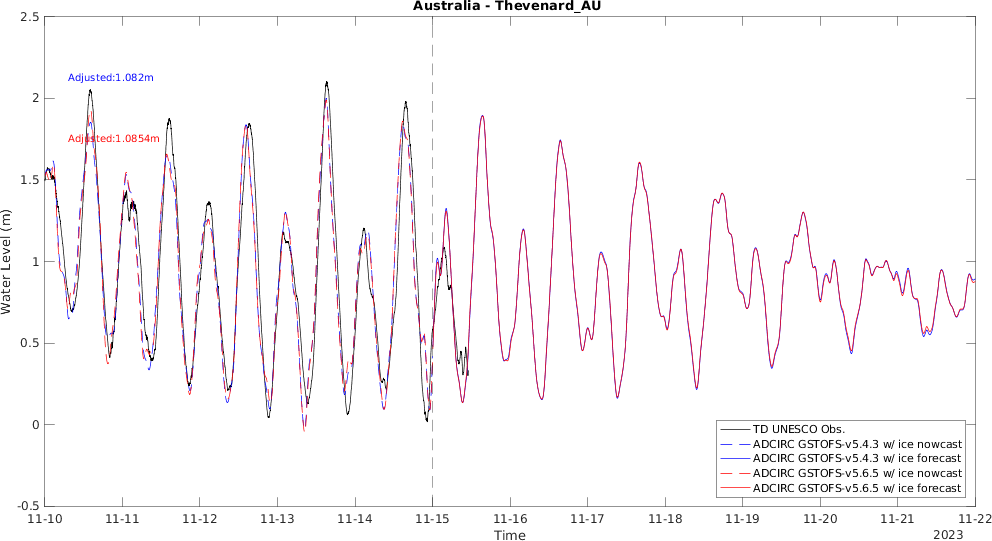 Australia - Thevenard_AU
2.5
2
1.5
1
0.5
0
-0.5
Water Level (m)
Adjusted:1.082m
Adjusted:1.0854m
TD UNESCO Obs.
ADCIRC GSTOFS-v5.4.3 w/ ice nowcast
ADCIRC GSTOFS-v5.4.3 w/ ice forecast
ADCIRC GSTOFS-v5.6.5 w/ ice nowcast
ADCIRC GSTOFS-v5.6.5 w/ ice forecast
11-10 11-11 11-12 11-13 11-14 11-15 11-16 11-17 11-18 11-19 11-20 11-21 11-22
Time
2023